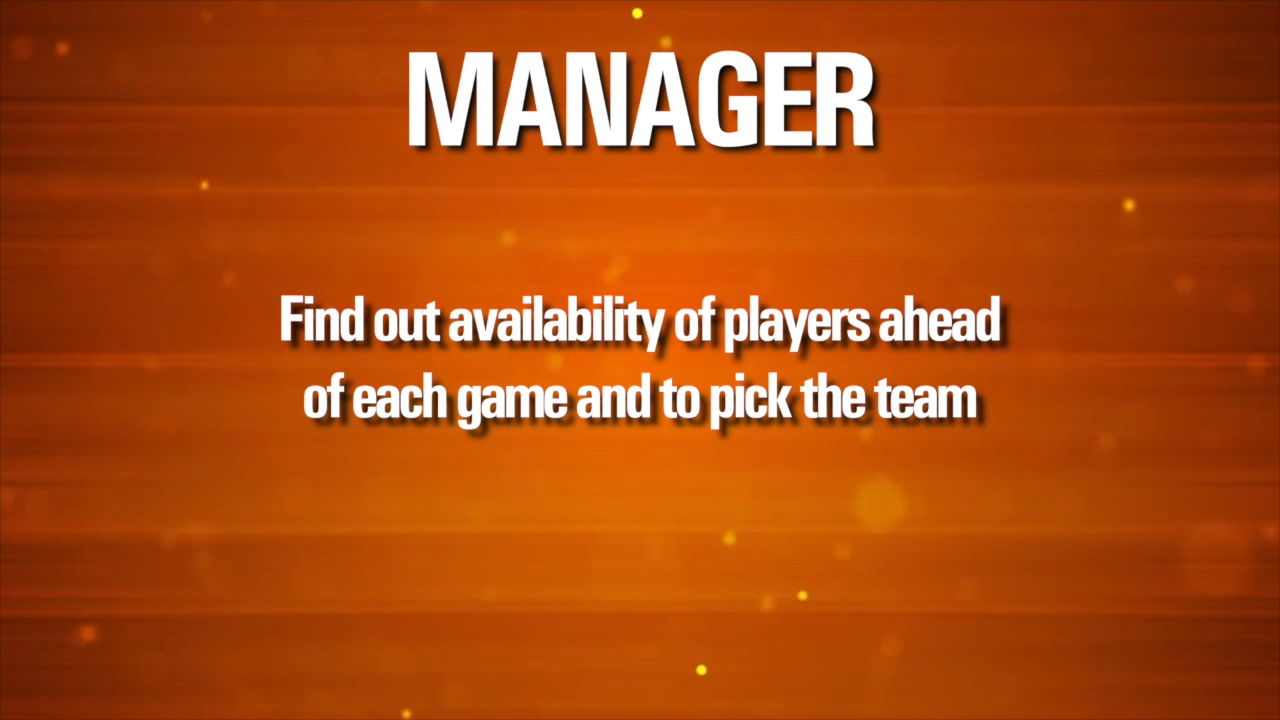 MANAGER
Find out availability of players ahead
of each game and to pick the team